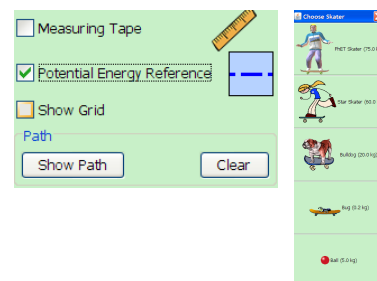 Measuring Tape
Potential Energy Reference
Show Grid
Path
Show Path
Clear
Choose Skater
PhET Skater (75.0
Star Skater (60.0
Bulldog (20.0 kg)
Bug (0.2 kg)
Ball (5.0 kg)